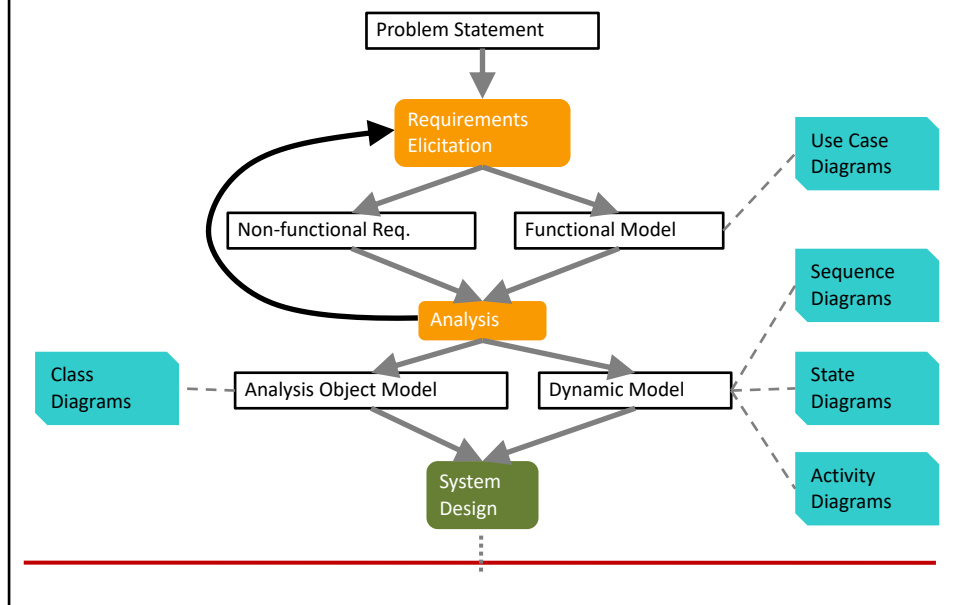 Problem Statement
Requirements
Elicitation
Use Case
Diagrams
Non-functional Req.
Functional Model
Sequence
Diagrams
Analysis
Class
Diagrams
Analysis Object Model
Dynamic Model
State
Diagrams
System
Design
Activity
Diagrams